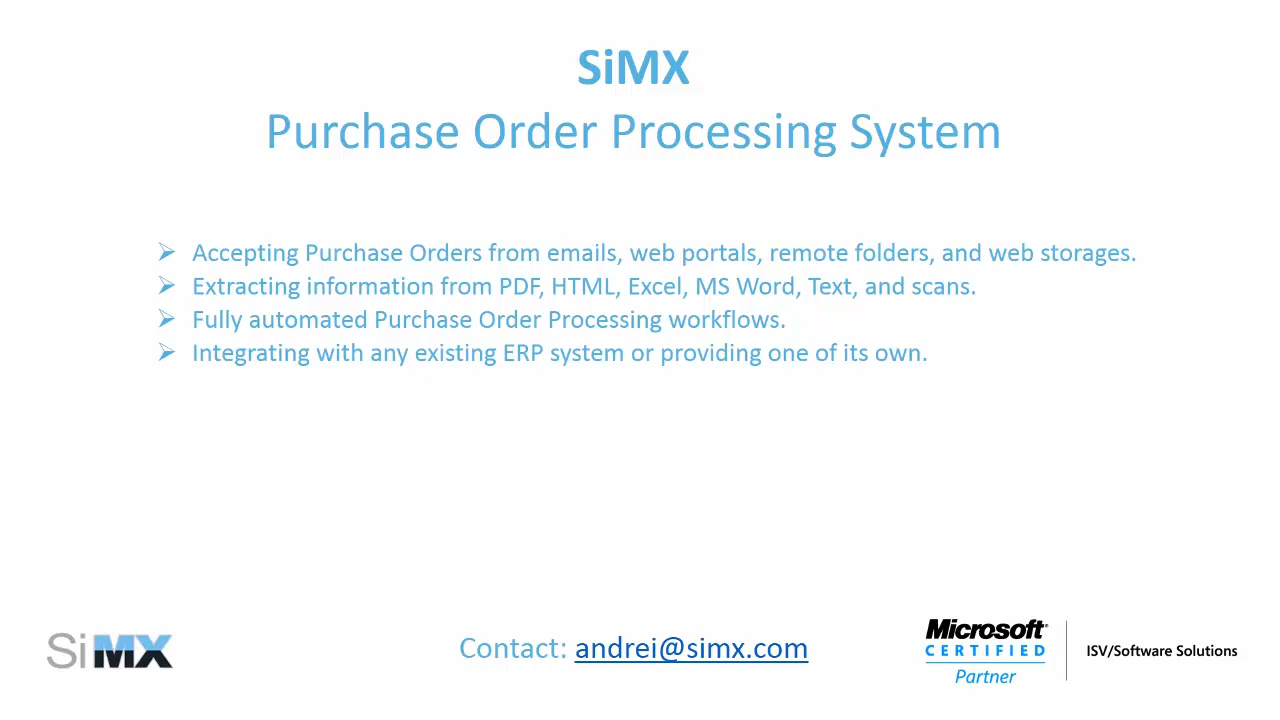 SiMX
Purchase Order Processing System
➢ Accepting Purchase Orders from emails, web portals, remote folders, and web storages.
➢ Extracting information from PDF, HTML, Excel, MS Word, Text, and scans.
➢ Fully automated Purchase Order Processing workflows.
➢ Integrating with any existing ERP system or providing one of its own.
SiMX
Contact: andrei@simx.com
Microsoft®
CERTIFIED
Partner
ISV/Software Solutions